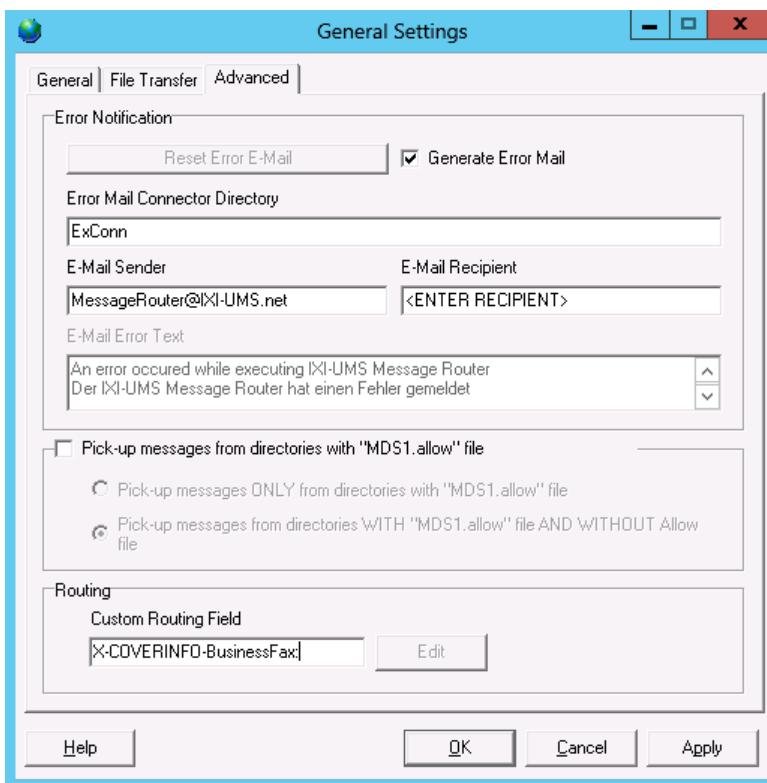 General Settings
General
File Transfer
Advanced
Error Notification
Reset Error E-Mail
Generate Error Mail
Error Mail Connector Directory
ExConn
E-Mail Sender
E-Mail Recipient
MessageRouter@IXI-UMS.net
<ENTER RECIPIENT>
E-Mail Error Text
An error occured while executing IXI-UMS Message Router
Der IXI-UMS Message Router hat einen Fehler gemeldet
Pick-up messages from directories with "MDS1.allow" file
Pick-up messages ONLY from directories with "MDS1.allow" file
Pick-up messages from directories WITH "MDS1.allow" file AND WITHOUT Allow
file
Routing
Custom Routing Field
X-COVERINFO-BusinessFax:
Edit
Help
OK
Cancel
Apply